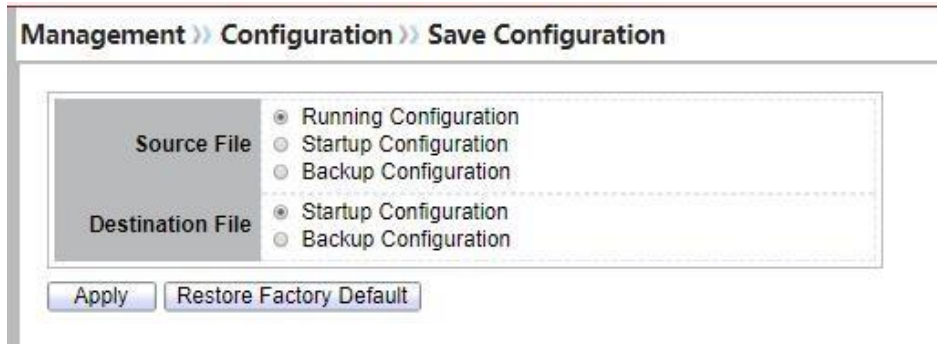 Management » Configuration » Save Configuration
Source File
Running Configuration
Startup Configuration
Backup Configuration
Destination File
Startup Configuration
Backup Configuration
Apply Restore Factory Default